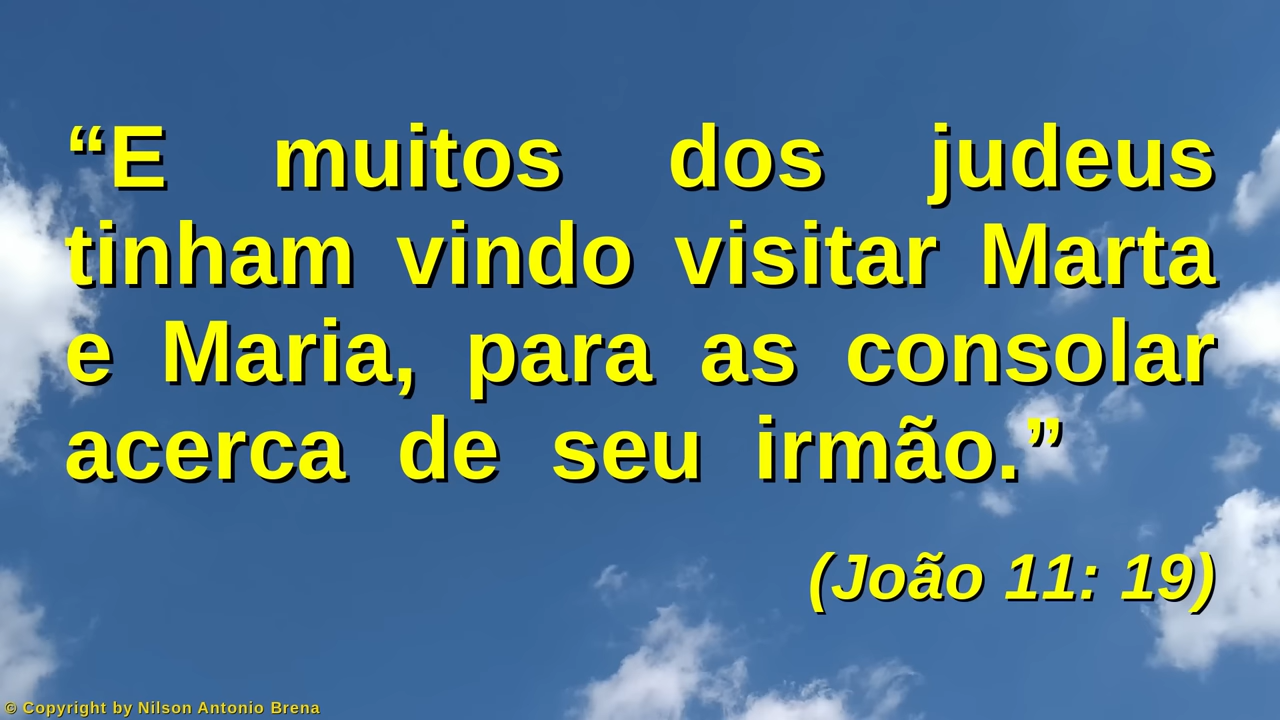 “E muitos dos judeus
tinham vindo visitar Marta
e Maria, para as consolar
acerca de seu irmão.”
(João 11: 19)
© Copyright by Nilson Antonio Brena